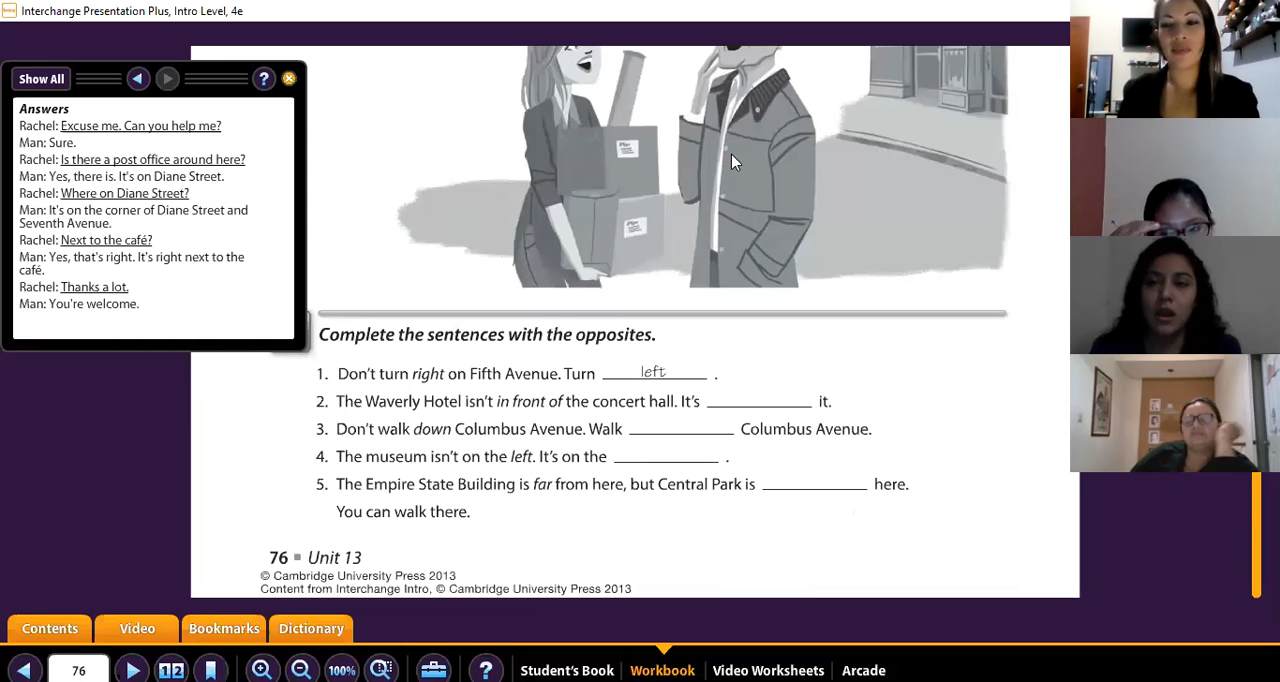 Interchange Presentation Plus, Intro Level, 4e
Show All
?
Answers
Rachel: Excuse me. Can you help me?
Man: Sure.
Rachel: Is there a post office around here?
Man: Yes, there is. It's on Diane Street.
Rachel: Where on Diane Street?
Man: It's on the corner of Diane Street and
Seventh Avenue.
Rachel: Next to the café?
Man: Yes, that's right. It's right next to the
café.
Rachel: Thanks a lot.
Man: You're welcome.
Complete the sentences with the opposites.
1. Don't turn right on Fifth Avenue. Turn left .
2. The Waverly Hotel isn't in front of the concert hall. It's ____________ it.
3. Don't walk down Columbus Avenue. Walk ____________ Columbus Avenue.
4. The museum isn't on the left. It's on the ____________ .
5. The Empire State Building is far from here, but Central Park is ____________ here.
You can walk there.
76 ■ Unit 13
© Cambridge University Press 2013
Content from Interchange Intro, © Cambridge University Press 2013
Contents Video Bookmarks Dictionary
76 12 100% ? Student's Book Workbook Video Worksheets Arcade